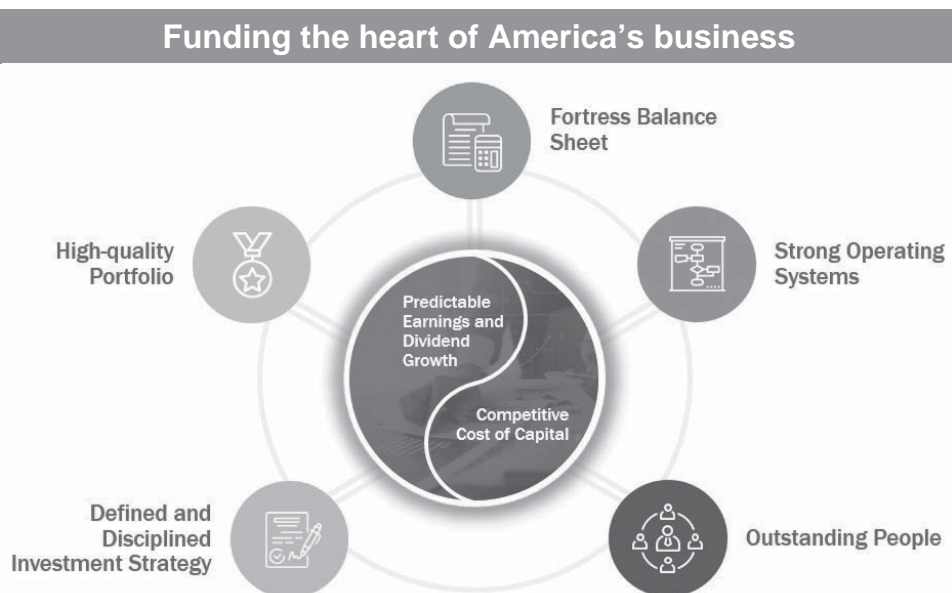 Funding the heart of America's business
Fortress Balance
Sheet
High-quality
Portfolio
Strong Operating
Systems
Predictable
Earnings and
Dividend
Growth
Competitive
Cost of Capital
Defined and
Disciplined
Investment Strategy
Outstanding People